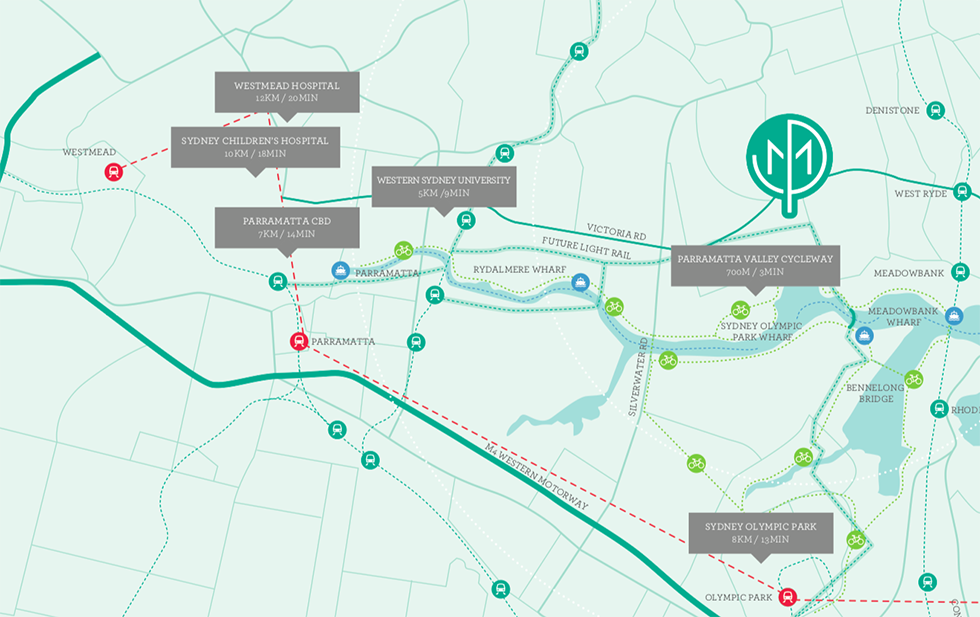 WESTMEAD HOSPITAL
12KM / 20MIN
DENISTONE
SYDNEY CHILDREN'S HOSPITAL
10KM / 18MIN
WESTMEAD
WESTERN SYDNEY UNIVERSITY
5KM /9MIN
MP
WEST RYDE
PARRAMATTA CBD
7KM / 14MIN
VICTORIA RD
FUTURE LIGHT RAIL
PARRAMATTA VALLEY CYCLEWAY
700M / 3MIN
PARRAMATTA
RYDALMERE WHARF
MEADOWBANK
MEADOWBANK
WHARF
SYDNEY OLYMPIC
PARK WHARF
PARRAMATTA
SILVERWATER RD
BENNELONG
BRIDGE
RHOD
M4 WESTERN MOTORWAY
SYDNEY OLYMPIC PARK
8KM / 13MIN
OLYMPIC PARK
CON